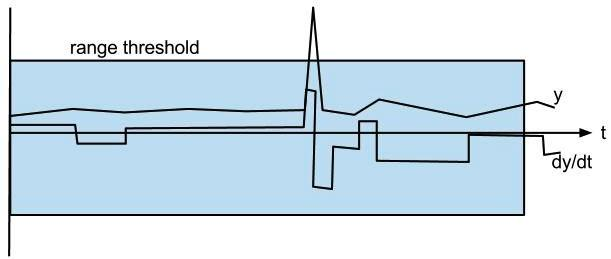 range threshold
y
t
dy/dt